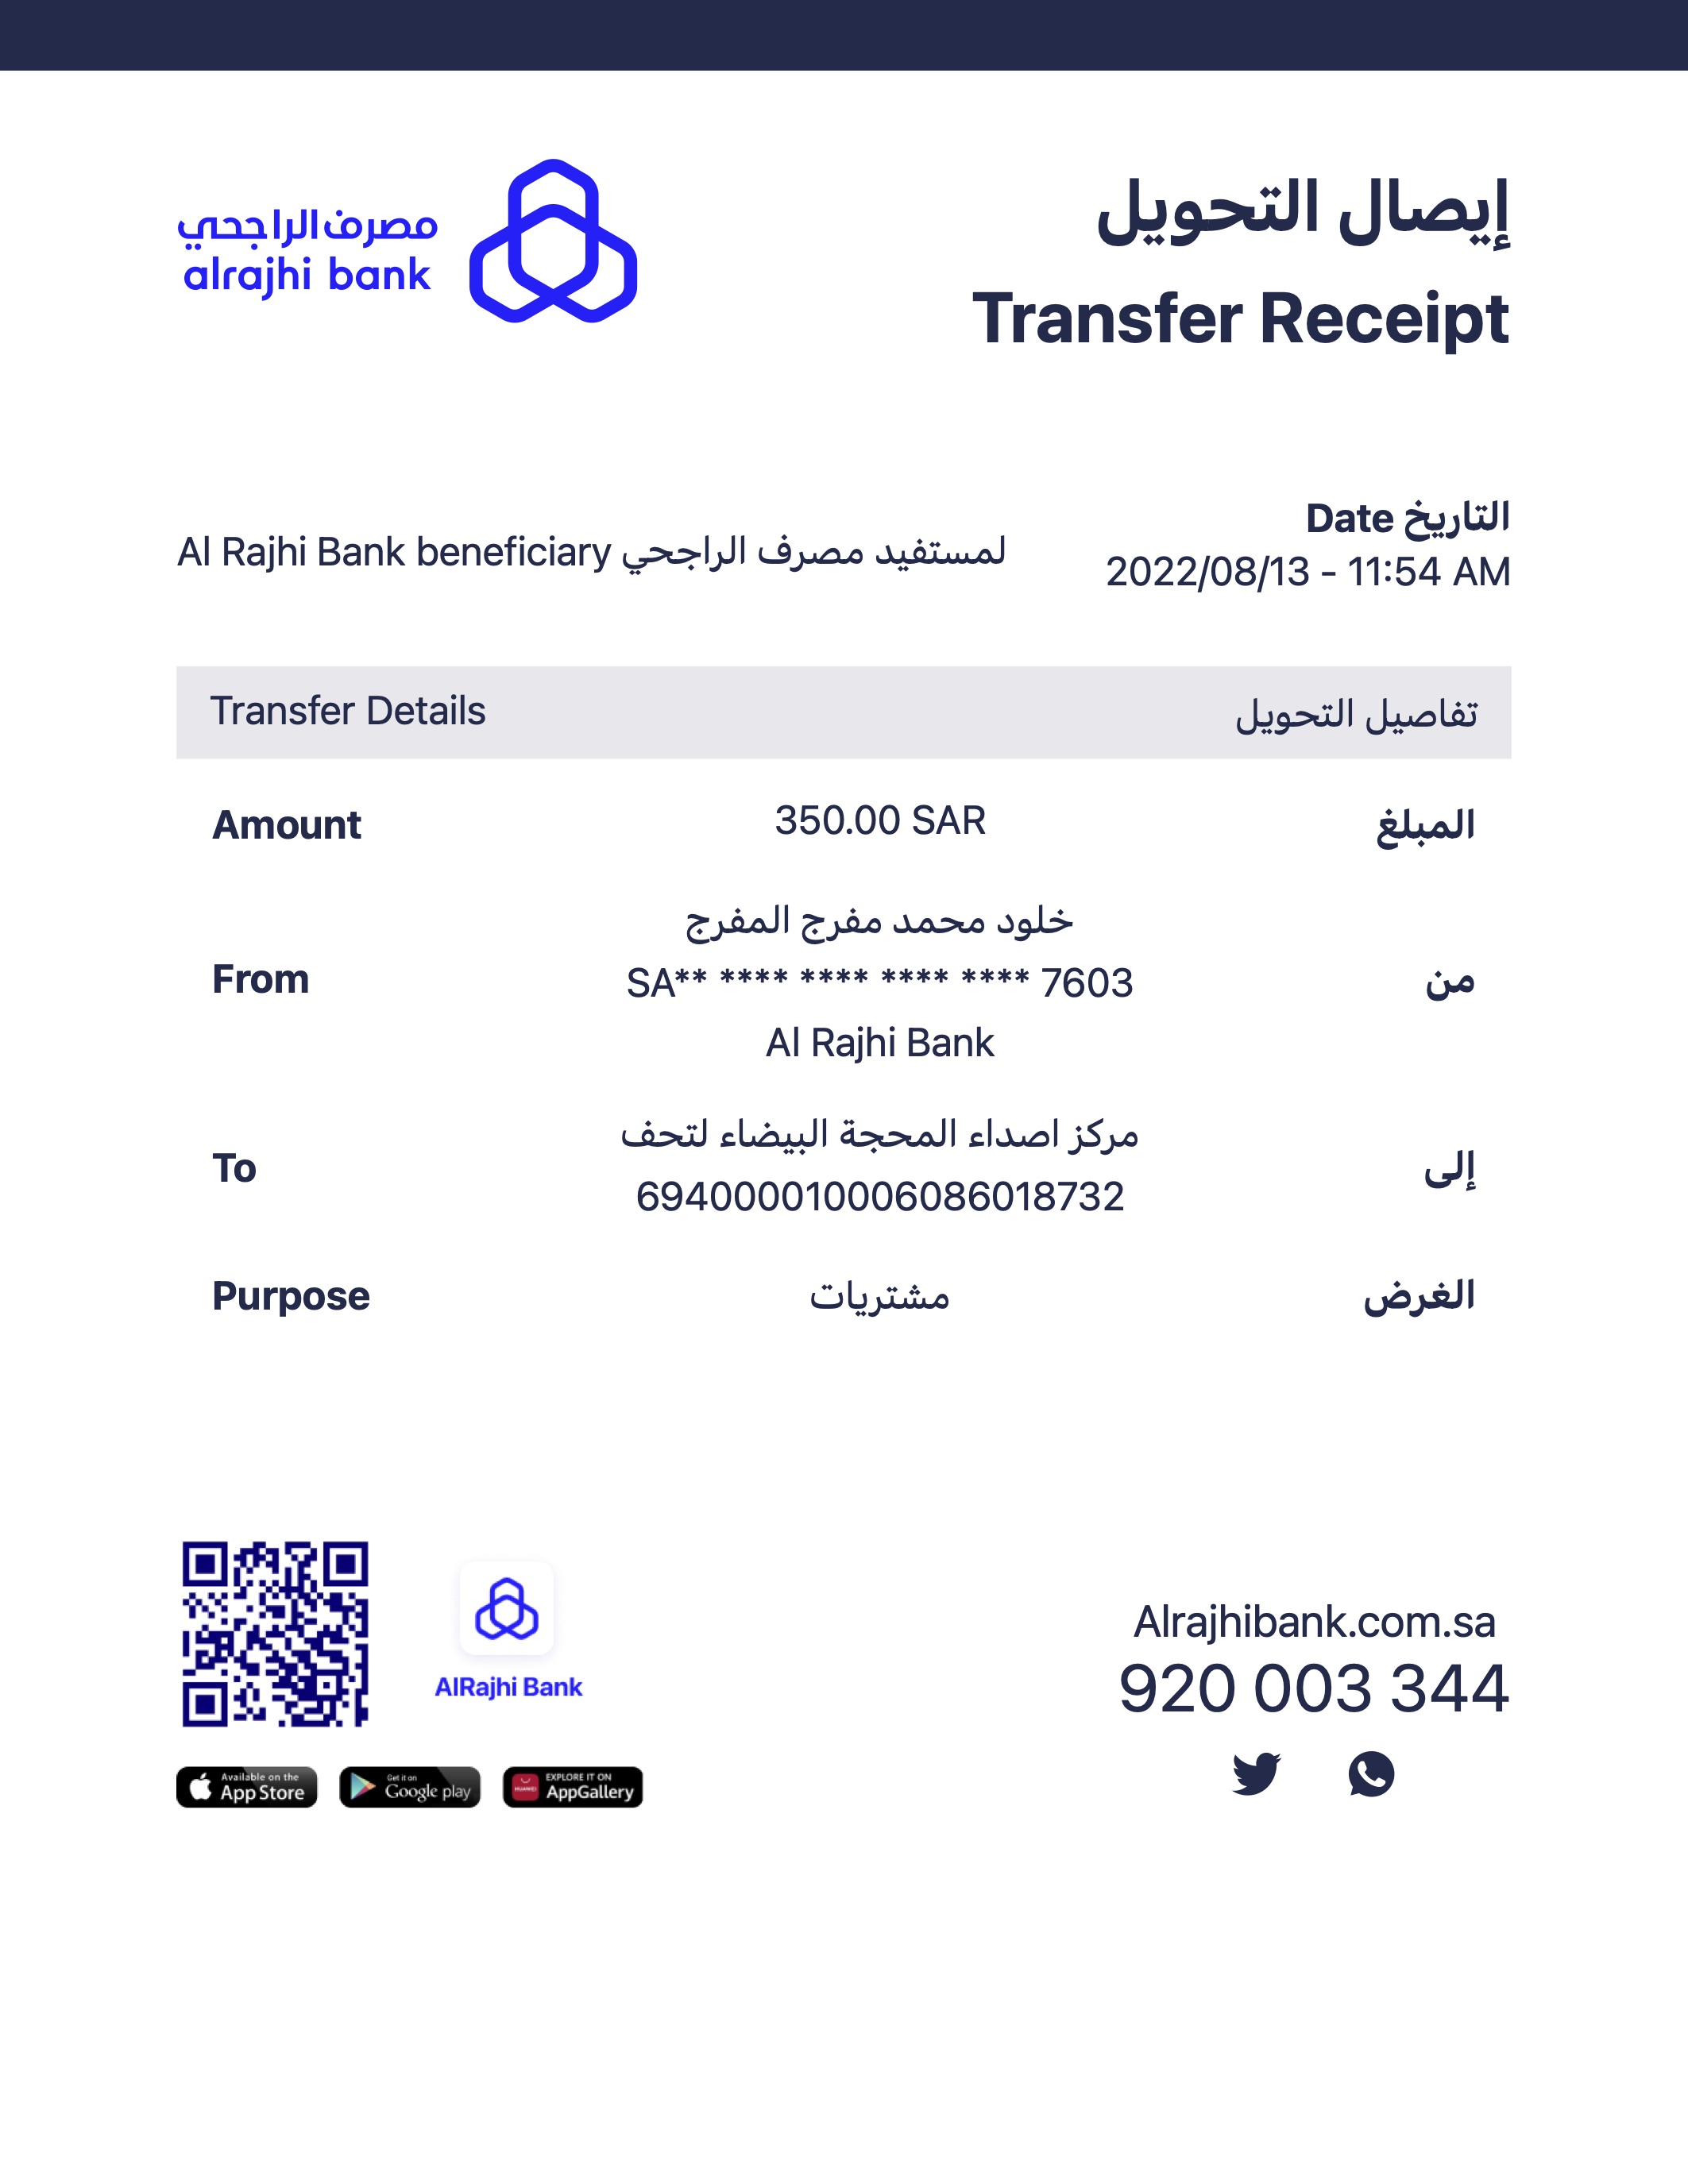 مصرف الراجحي
alrajhi bank
إيصال التحويل
Transfer Receipt
التاريخ Date
2022/08/13 - 11:54 AM
Al Rajhi Bank beneficiary لمستفيد مصرف الراجحي
Transfer Details تفاصيل التحويل
Amount 350.00 SAR المبلغ
خلود محمد مفرج المفرج
From SA** **** **** **** **** 7603 من
Al Rajhi Bank
مركز اصداء المحجة البيضاء لتحف
To إلى
694000010006086018732
Purpose مشتريات الغرض
AlRajhi Bank
Available on the
App Store
Get it on
Google play
HUAWEI
EXPLORE IT ON
AppGallery
Alrajhibank.com.sa
920 003 344